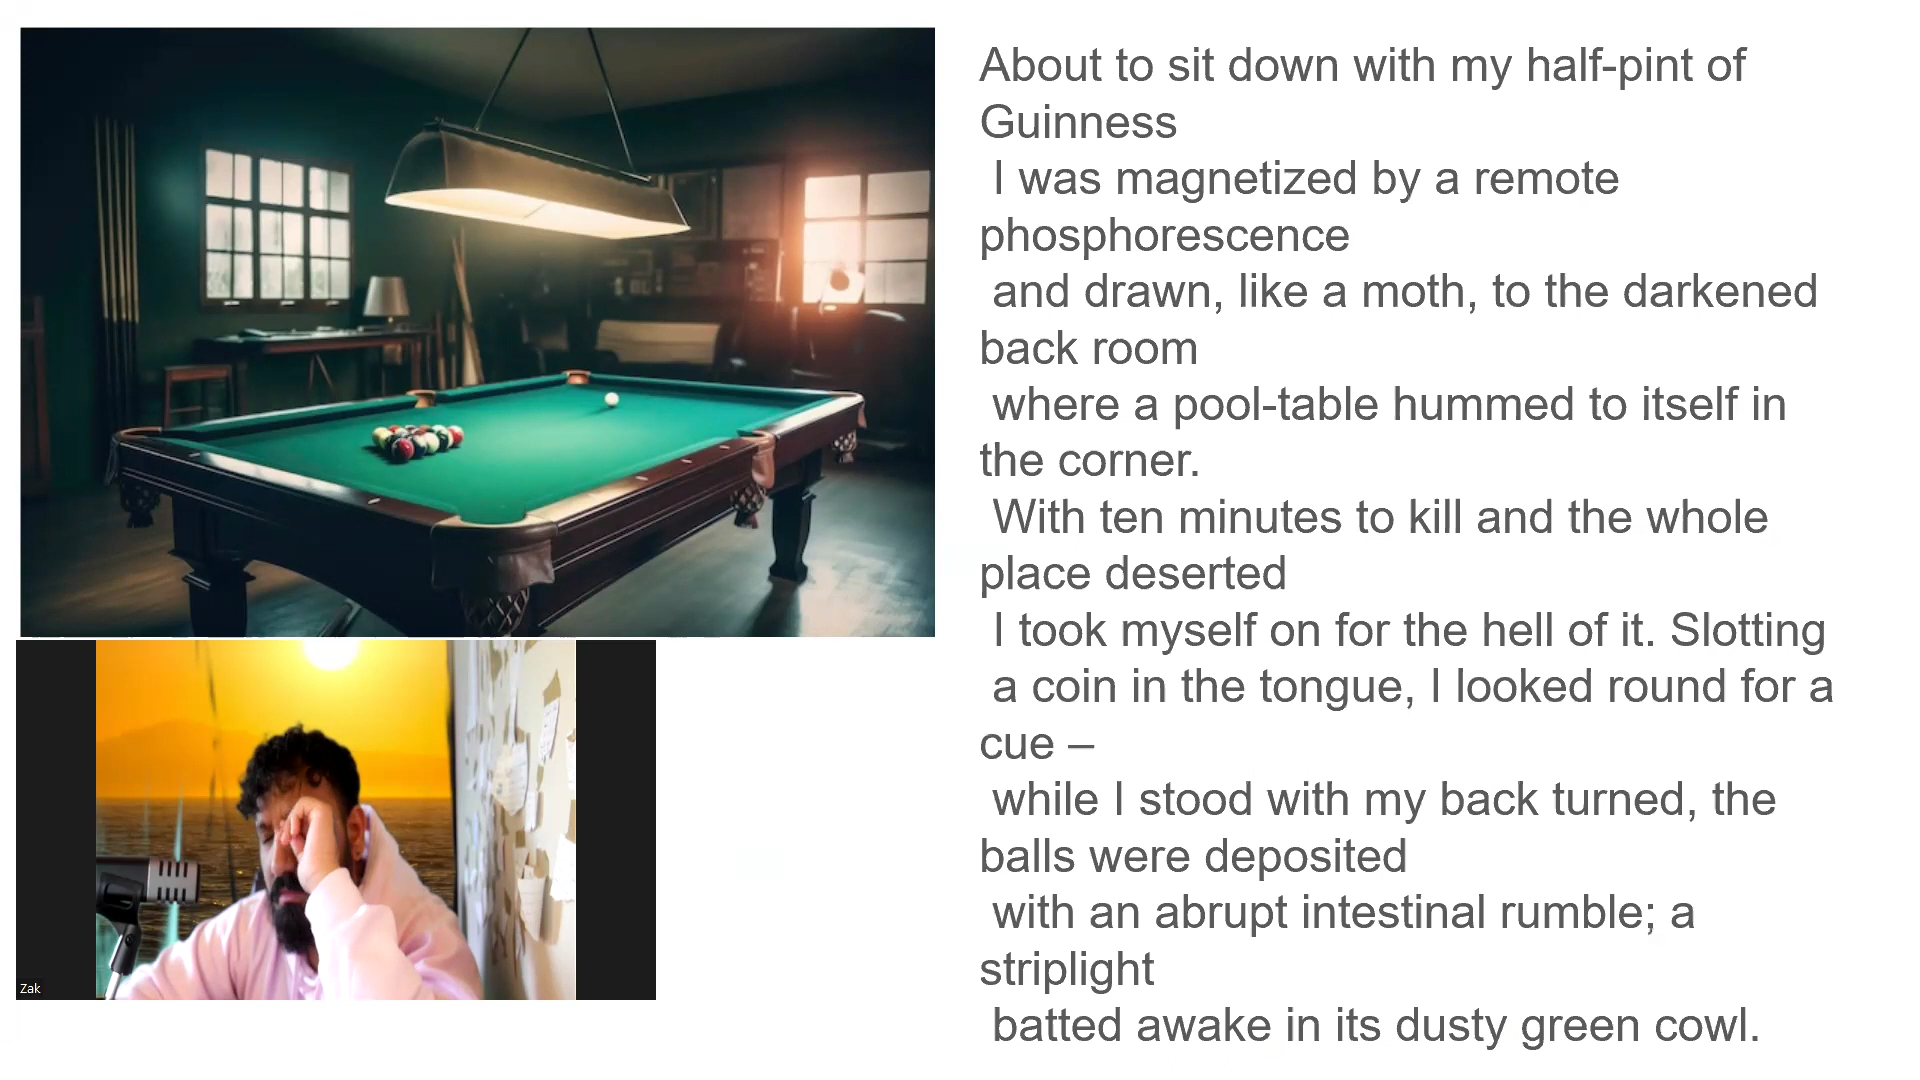 About to sit down with my half-pint of
Guinness
I was magnetized by a remote
phosphorescence
and drawn, like a moth, to the darkened
back room
where a pool-table hummed to itself in
the corner.
With ten minutes to kill and the whole
place deserted
I took myself on for the hell of it. Slotting
a coin in the tongue, I looked round for a
cue –
while I stood with my back turned, the
balls were deposited
with an abrupt intestinal rumble; a
striplight
batted awake in its dusty green cowl.
Zak